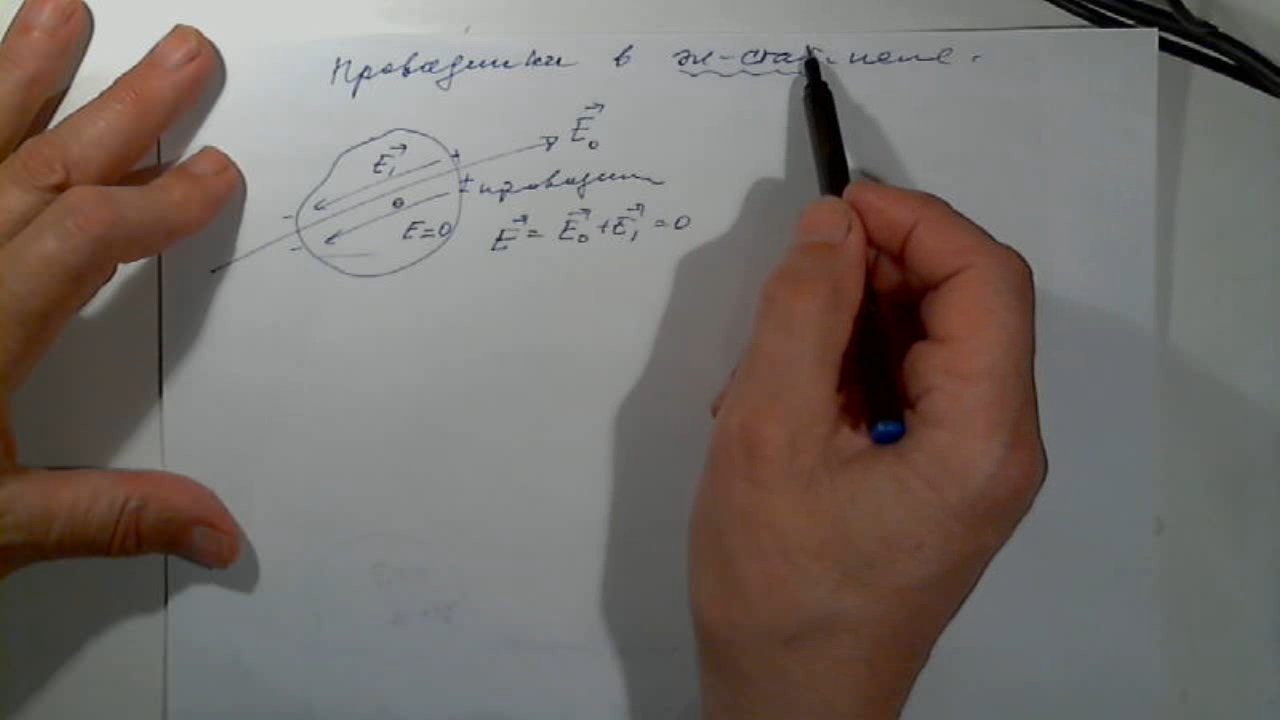 Проводники в эл-стат. поле.
E₀
E₁
+ проводник
E=0
E = E₀ + E₁ = 0